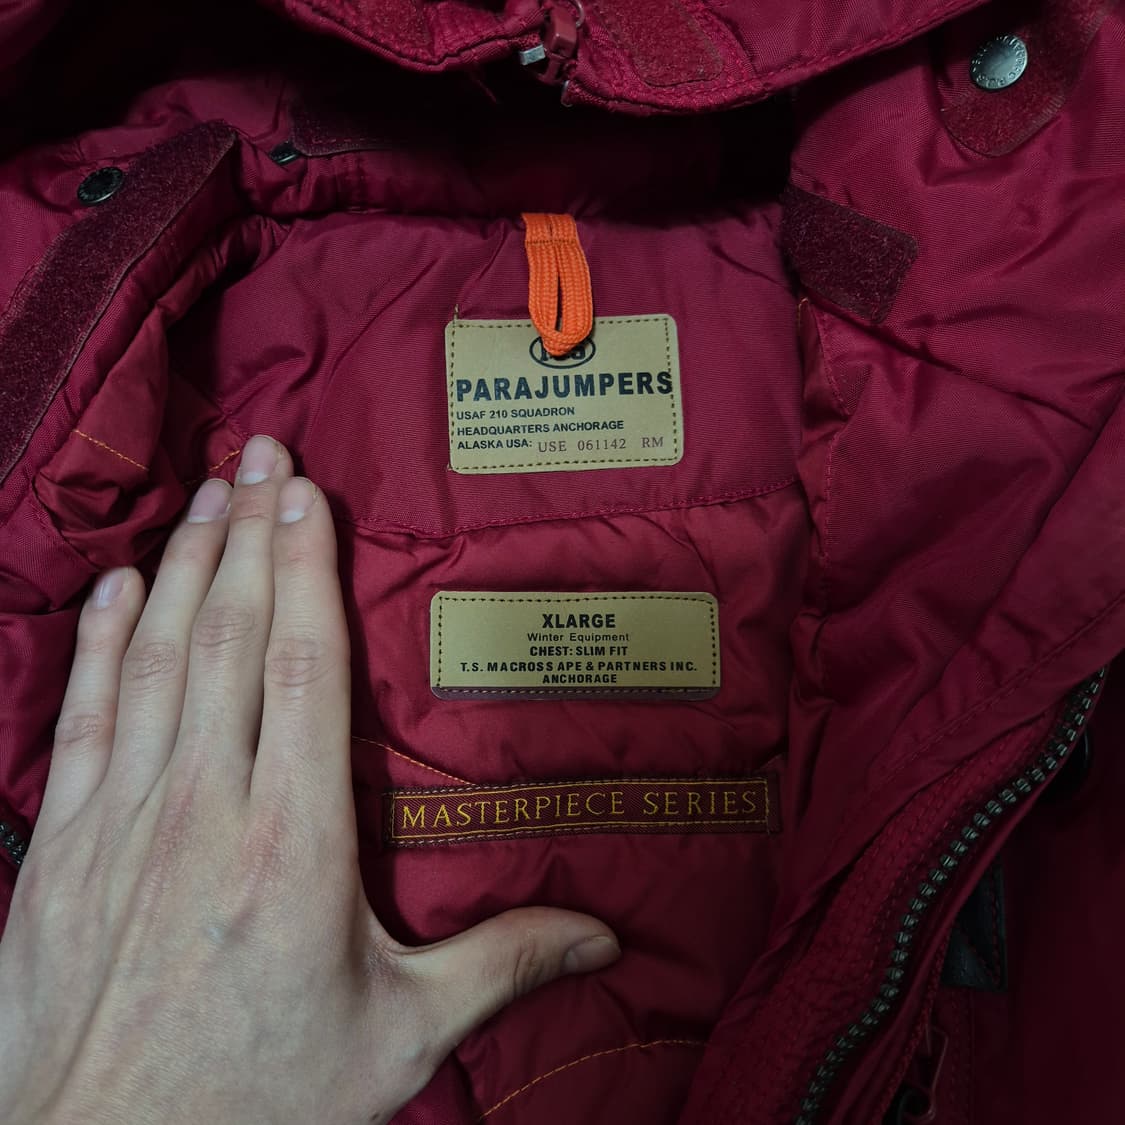 PARAJUMPERS
USAF 210 SQUADRON
HEADQUARTERS ANCHORAGE
ALASKA USA: USE 061142 RM
XLARGE
Winter Equipment
CHEST: SLIM FIT
T.S. MACROSS APE & PARTNERS INC.
ANCHORAGE
MASTERPIECE SERIES